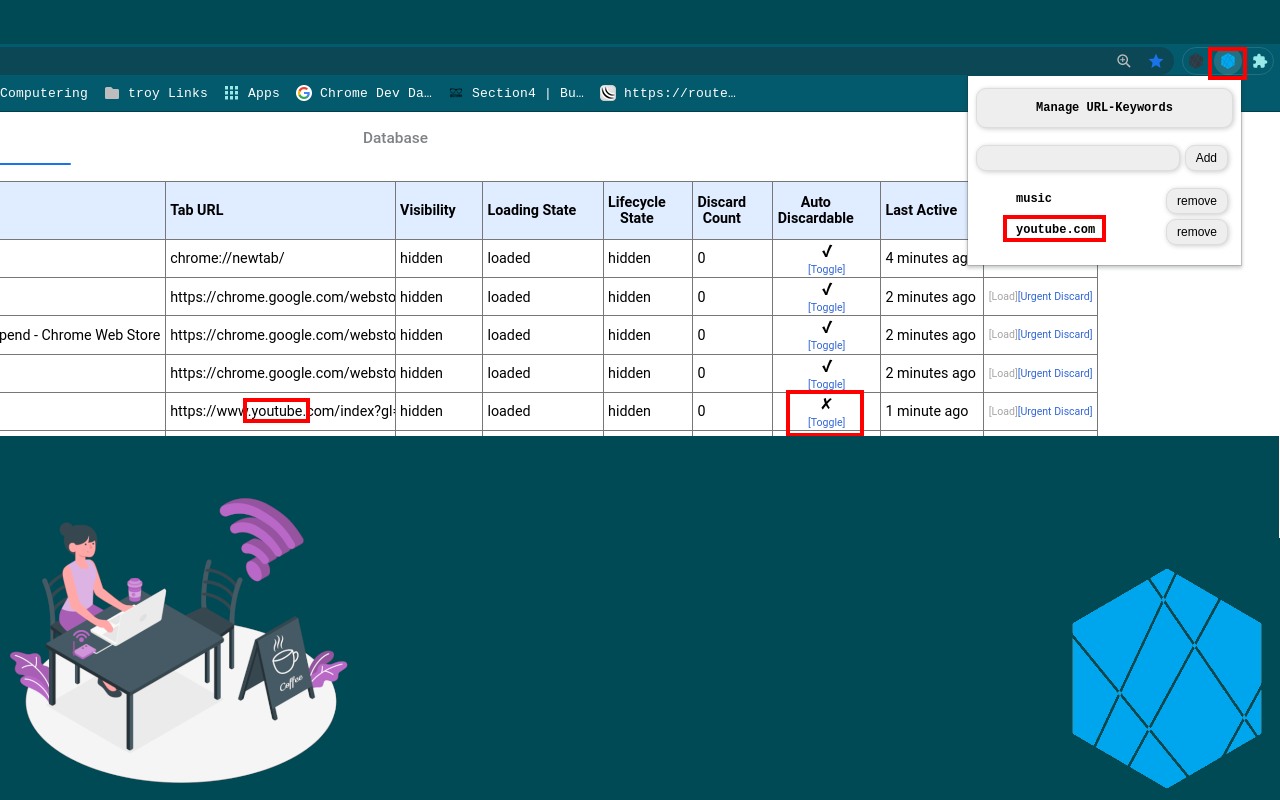 Computering troy Links Apps Chrome Dev Da… Section4 | Bu… https://route…
Manage URL-Keywords
Add
music remove
youtube.com remove
Database
Tab URL Visibility Loading State Lifecycle State Discard Count Auto Discardable Last Active
chrome://newtab/ hidden loaded hidden 0 ✔ [Toggle] 4 minutes ag
https://chrome.google.com/websto hidden loaded hidden 0 ✔ [Toggle] 2 minutes ago [Load][Urgent Discard]
pend - Chrome Web Store https://chrome.google.com/websto hidden loaded hidden 0 ✔ [Toggle] 2 minutes ago [Load][Urgent Discard]
https://chrome.google.com/websto hidden loaded hidden 0 ✔ [Toggle] 2 minutes ago [Load][Urgent Discard]
https://www.youtube.com/index?gl= hidden loaded hidden 0 ✗ [Toggle] 1 minute ago [Load][Urgent Discard]
Coffee